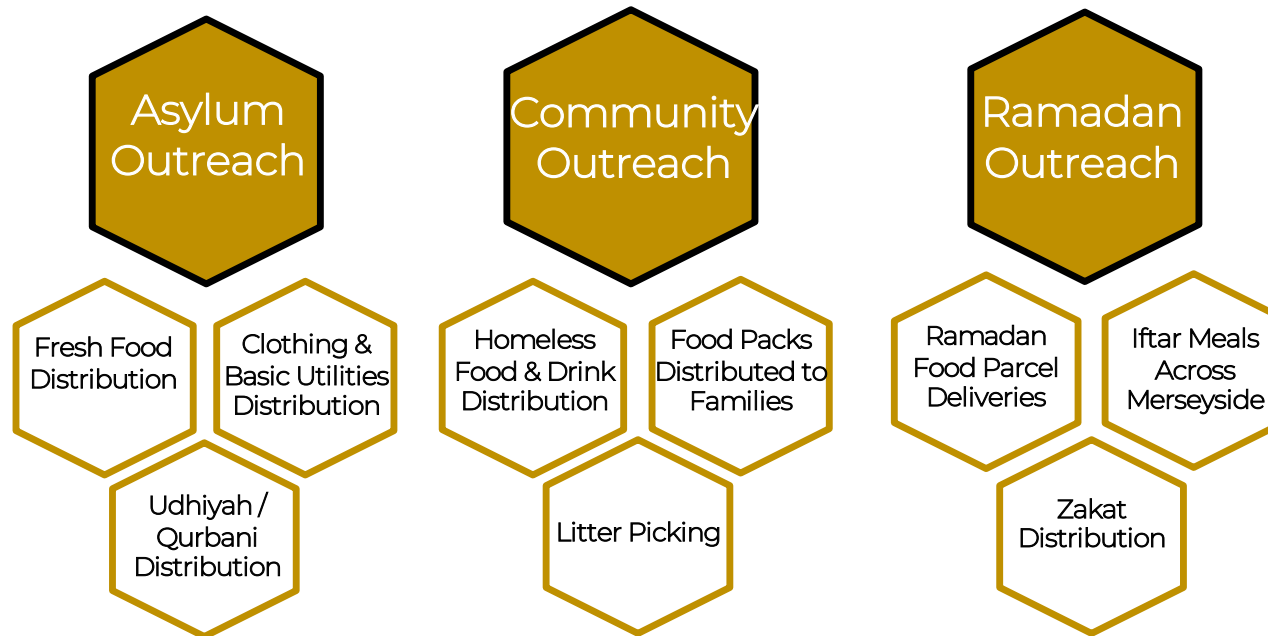 Asylum
Outreach
Community
Outreach
Ramadan
Outreach
Fresh Food
Distribution
Clothing &
Basic Utilities
Distribution
Udhiyah /
Qurbani
Distribution
Homeless
Food & Drink
Distribution
Food Packs
Distributed to
Families
Litter Picking
Ramadan
Food Parcel
Deliveries
Iftar Meals
Across
Merseyside
Zakat
Distribution